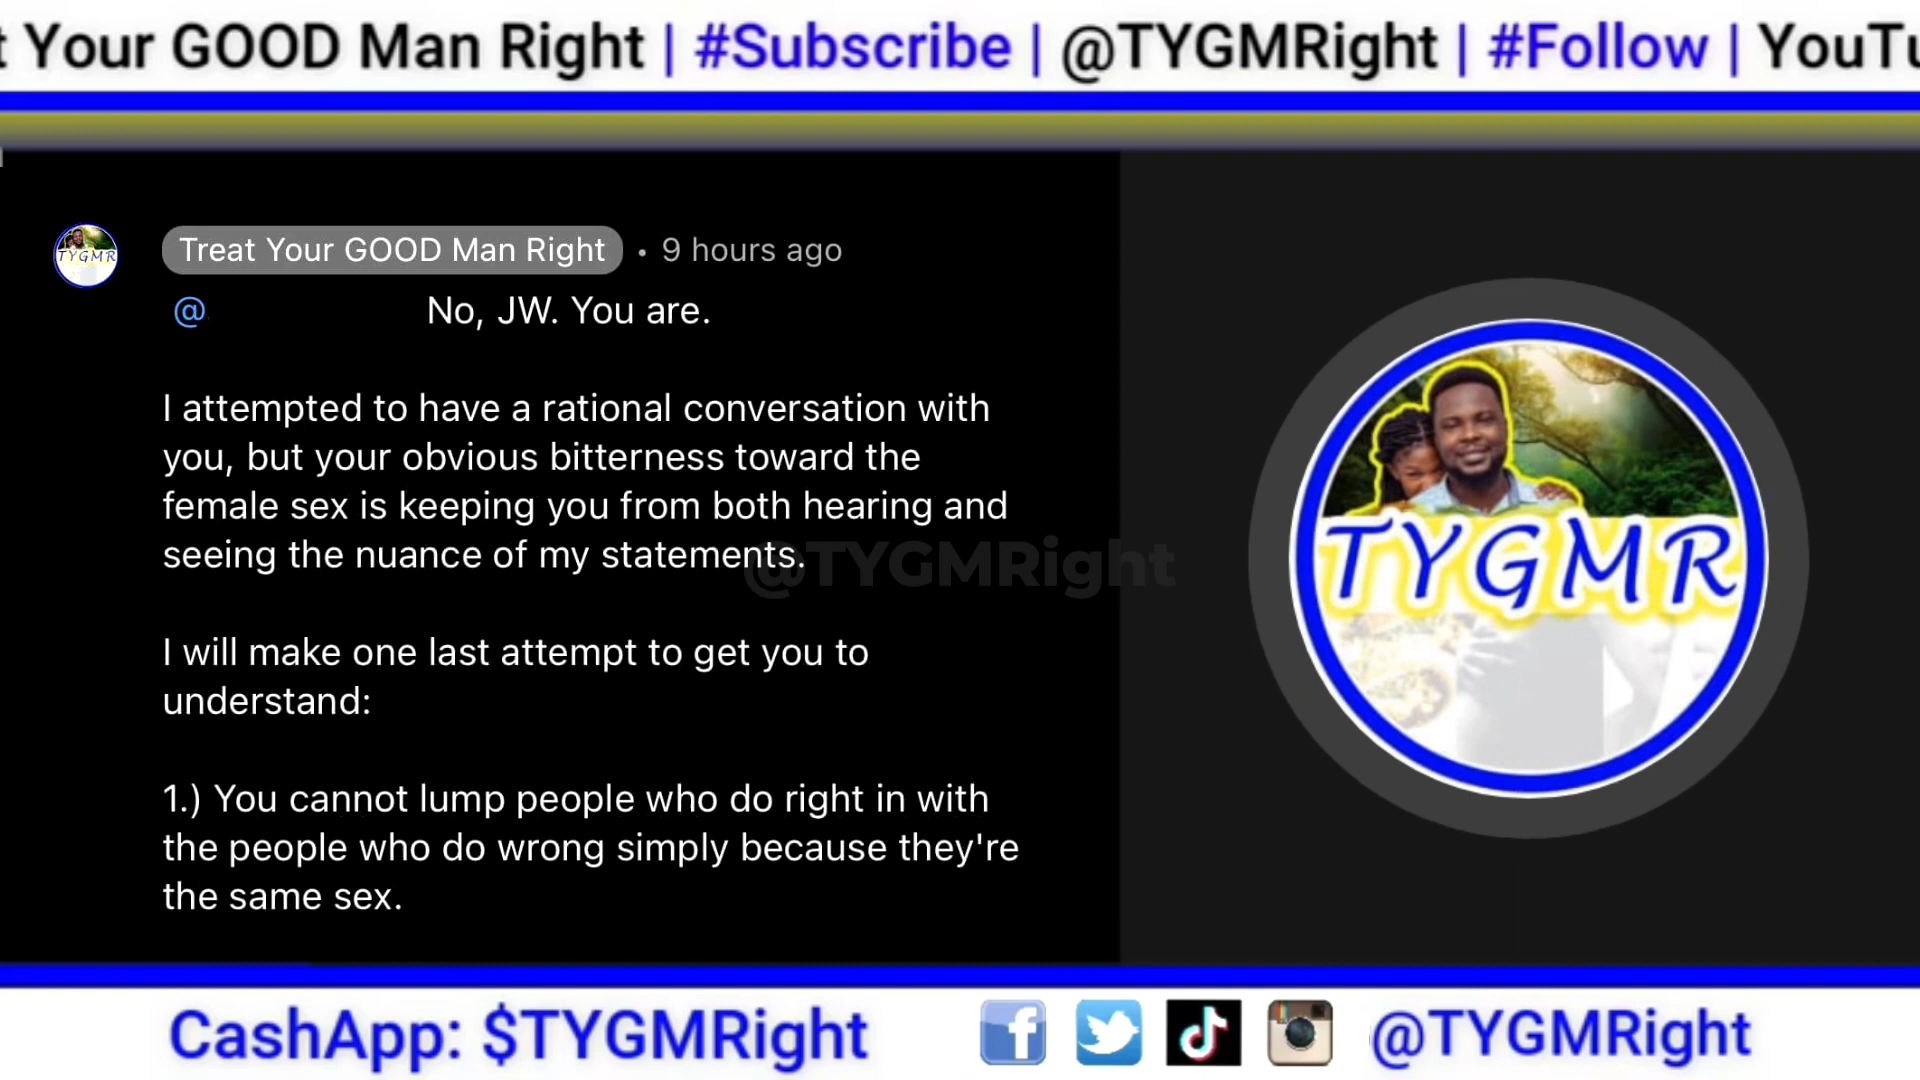 t Your GOOD Man Right | #Subscribe | @TYGMRight | #Follow | YouTu
TYGMR
Treat Your GOOD Man Right • 9 hours ago
@ No, JW. You are.
I attempted to have a rational conversation with
you, but your obvious bitterness toward the
female sex is keeping you from both hearing and
seeing the nuance of my statements.
@TYGMRight
I will make one last attempt to get you to
understand:
1.) You cannot lump people who do right in with
the people who do wrong simply because they're
the same sex.
TYGMR
CashApp: $TYGMRight
@TYGMRight